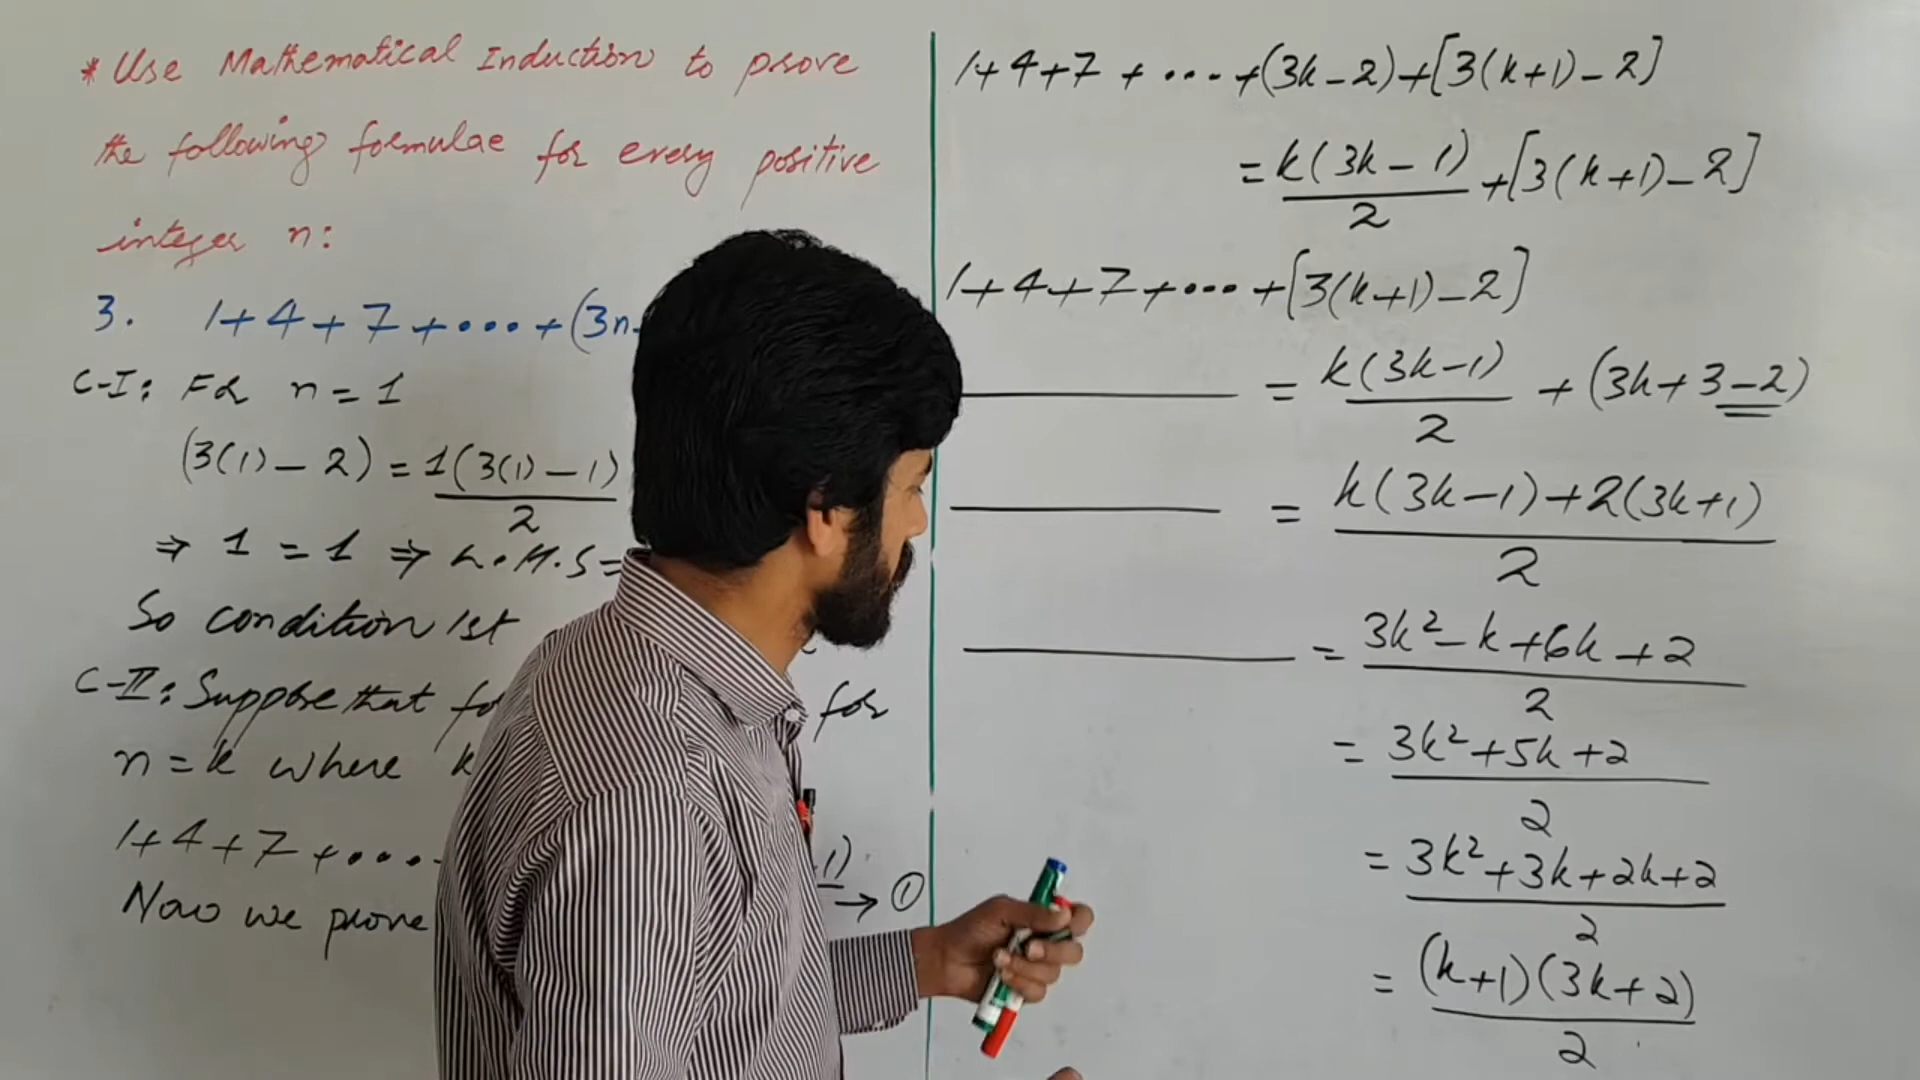 * Use Mathematical Induction to prove
the following formulae for every positive
integer n:
3. 1+4+7+...+(3n-
C-I: For n = 1
(3(1)-2) = 1(3(1)-1)/2
⇒ 1 = 1 ⇒ L.H.S =
So condition 1st
C-II: Suppose that for
n = k where k
1+4+7+.... 1) → ①
Now we prove
1+4+7+....+(3k-2)+[3(k+1)-2]
= k(3k-1)/2 + [3(k+1)-2]
1+4+7+...+[3(k+1)-2]
= k(3k-1)/2 + (3k+3-2)
= k(3k-1)+2(3k+1)/2
= 3k²-k+6k+2/2
= 3k²+5k+2/2
= 3k²+3k+2k+2/2
= (k+1)(3k+2)/2